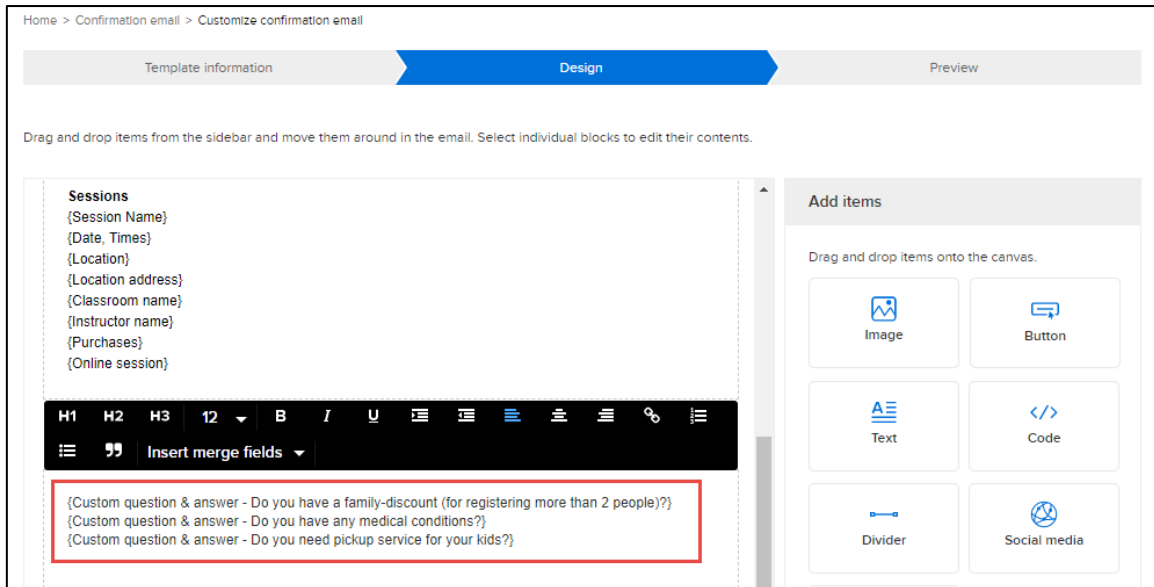 Home > Confirmation email > Customize confirmation email
Template information
Design
Preview
Drag and drop items from the sidebar and move them around in the email. Select individual blocks to edit their contents.
Sessions
{Session Name}
{Date, Times}
{Location}
{Location address}
{Classroom name}
{Instructor name}
{Purchases}
{Online session}
H1 H2 H3 12 B I U
Insert merge fields
{Custom question & answer - Do you have a family-discount (for registering more than 2 people)?}
{Custom question & answer - Do you have any medical conditions?}
{Custom question & answer - Do you need pickup service for your kids?}
Add items
Drag and drop items onto the canvas.
Image
Button
Text
Code
Divider
Social media